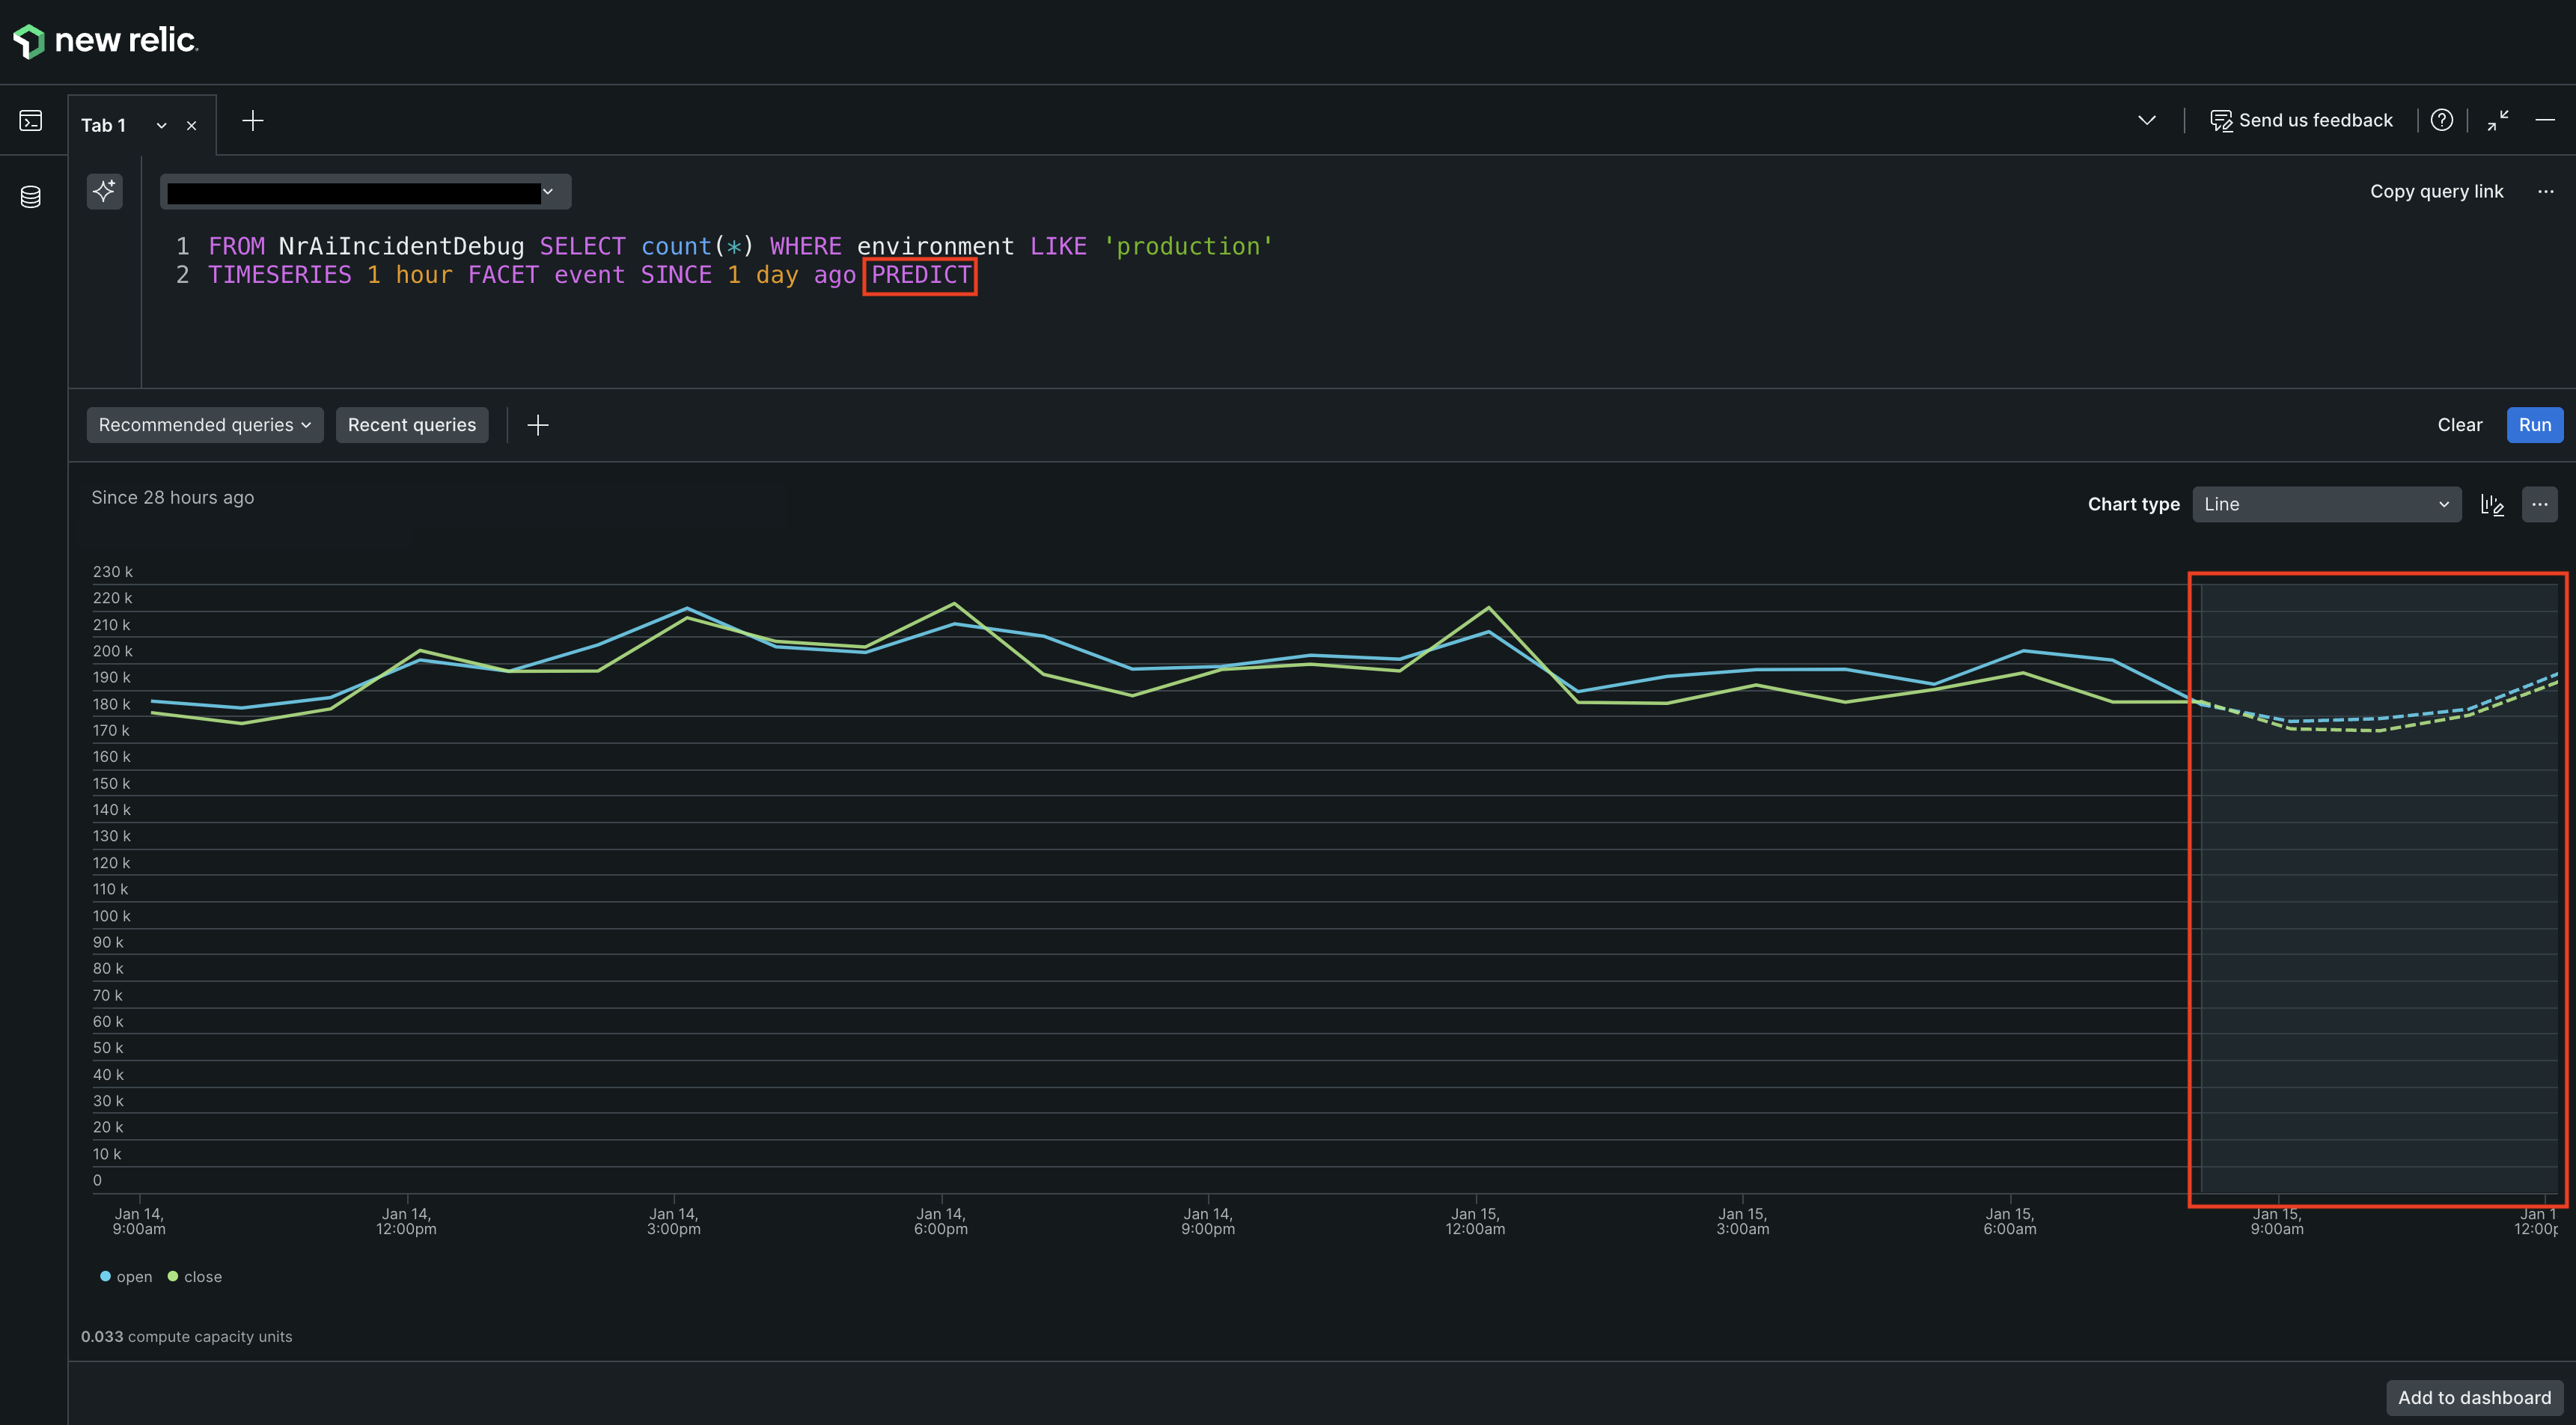 new relic
Tab 1
Send us feedback
Copy query link
1 FROM NrAiIncidentDebug SELECT count(*) WHERE environment LIKE 'production'
2 TIMESERIES 1 hour FACET event SINCE 1 day ago PREDICT
Recommended queries
Recent queries
Clear
Run
Since 28 hours ago
Chart type
Line
230 k
220 k
210 k
200 k
190 k
180 k
170 k
160 k
150 k
140 k
130 k
120 k
110 k
100 k
90 k
80 k
70 k
60 k
50 k
40 k
30 k
20 k
10 k
0
Jan 14,
9:00am
Jan 14,
12:00pm
Jan 14,
3:00pm
Jan 14,
6:00pm
Jan 14,
9:00pm
Jan 15,
12:00am
Jan 15,
3:00am
Jan 15,
6:00am
Jan 15,
9:00am
Jan 1
12:00p
open
close
0.033 compute capacity units
Add to dashboard